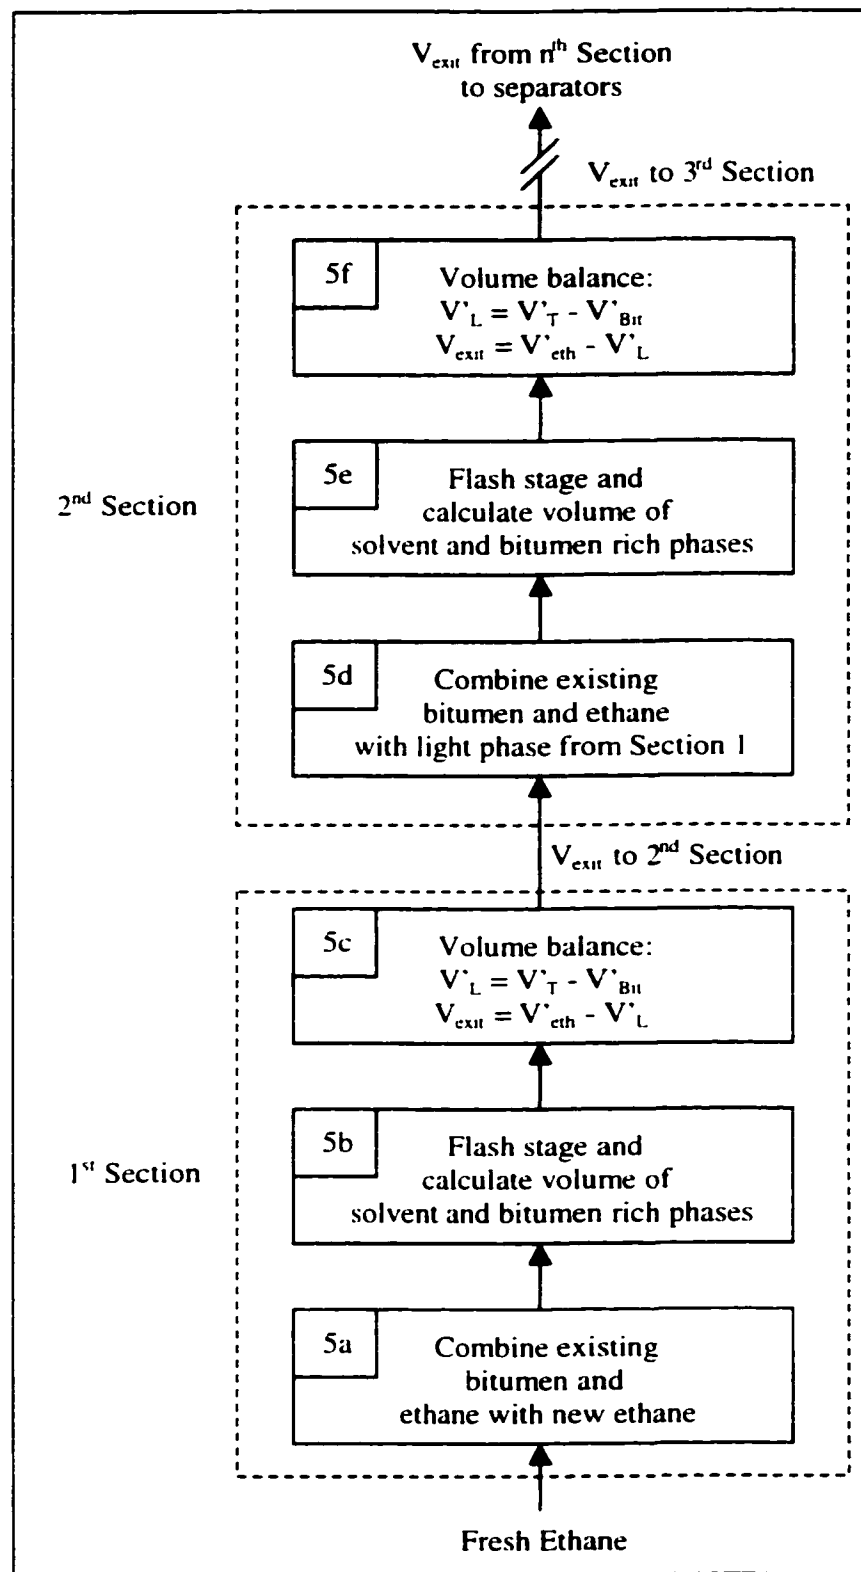 V_exit from n^th Section
to separators
V_exit to 3^rd Section
5f
Volume balance:
V'_L = V'_T - V'_Bit
V_exit = V'_eth - V'_L
2^nd Section
5e
Flash stage and
calculate volume of
solvent and bitumen rich phases
5d
Combine existing
bitumen and ethane
with light phase from Section 1
V_exit to 2^nd Section
5c
Volume balance:
V'_L = V'_T - V'_Bit
V_exit = V'_eth - V'_L
1^st Section
5b
Flash stage and
calculate volume of
solvent and bitumen rich phases
5a
Combine existing
bitumen and
ethane with new ethane
Fresh Ethane